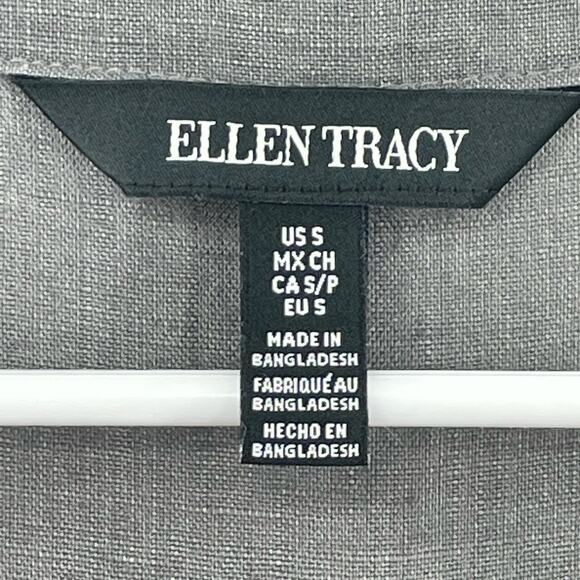 ELLEN TRACY
US S
MX CH
CA S/P
EU S
MADE IN
BANGLADESH
FABRIQUÉ AU
BANGLADESH
HECHO EN
BANGLADESH